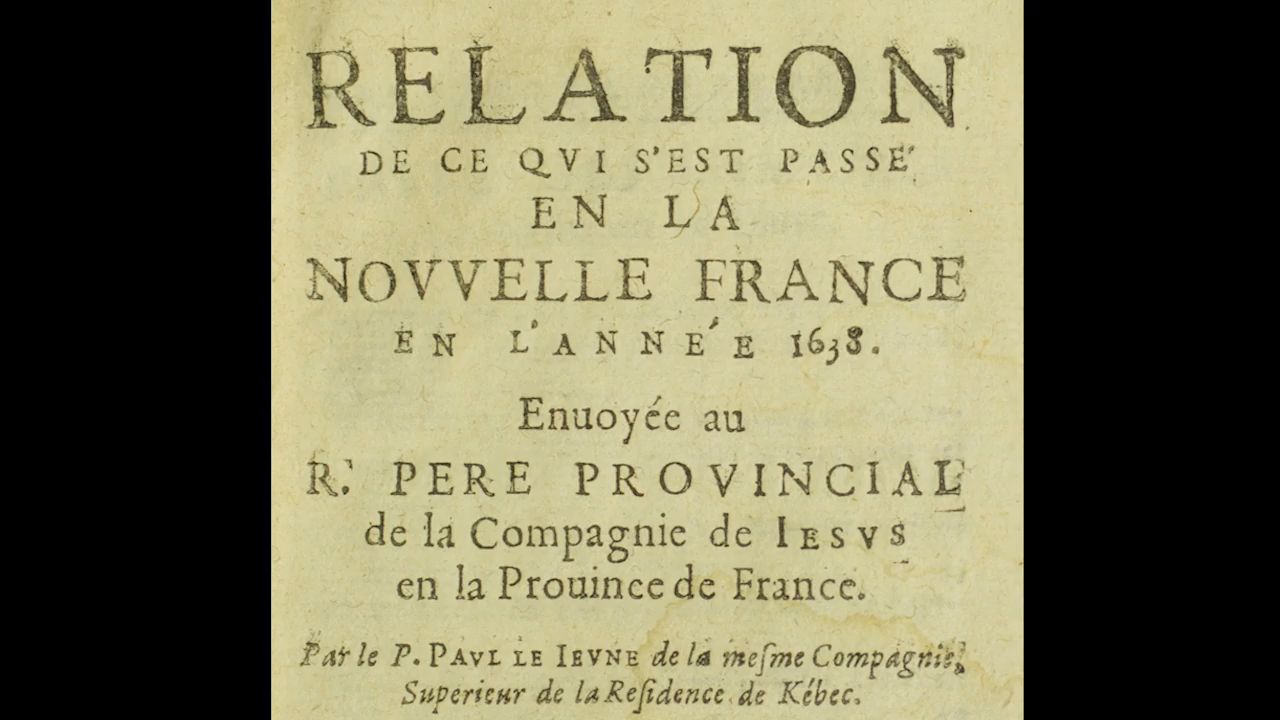 RELATION
DE CE QVI S'EST PASSE'
EN LA
NOVVELLE FRANCE
EN L'ANNE'E 1638.
Enuoyée au
R. PERE PROVINCIAL
de la Compagnie de IESVS
en la Prouince de France.
Par le P. PAVL LE IEVNE de la meſme Compagnie,
Superieur de la Reſidence de Kébec.